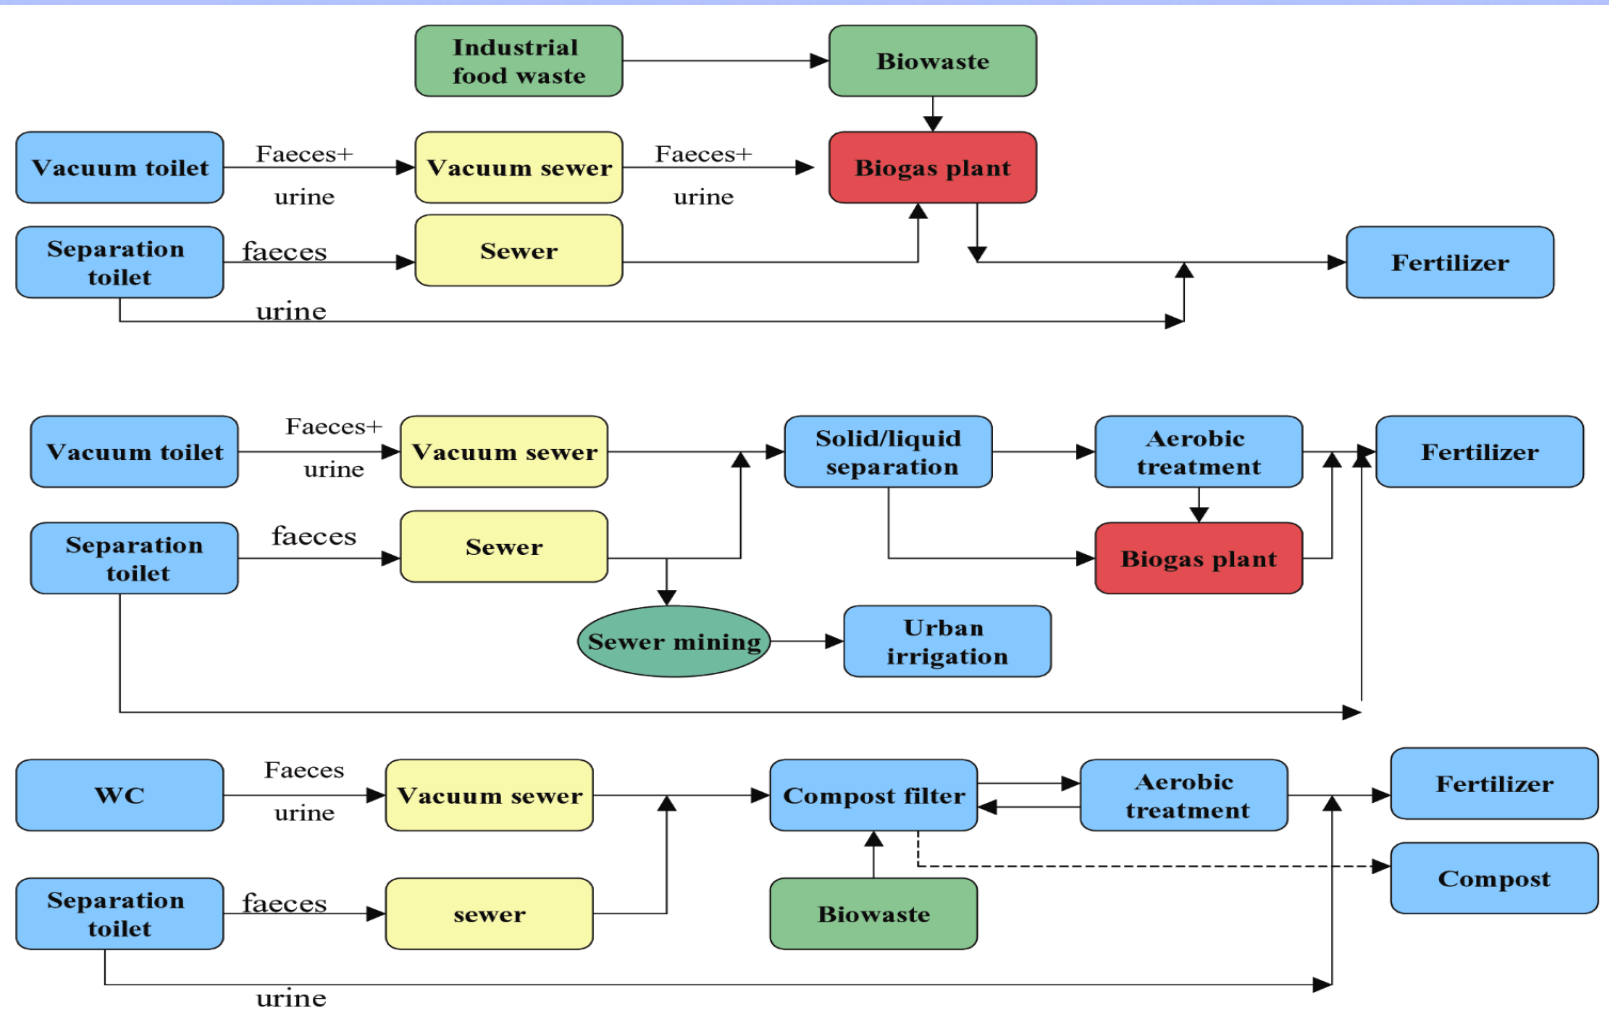 Industrial
food waste
Biowaste
Vacuum toilet
Faeces+
urine
Vacuum sewer
Faeces+
urine
Biogas plant
Separation
toilet
faeces
Sewer
urine
Fertilizer
Vacuum toilet
Faeces+
urine
Vacuum sewer
Solid/liquid
separation
Aerobic
treatment
Fertilizer
Separation
toilet
faeces
Sewer
Biogas plant
Sewer mining
Urban
irrigation
WC
Faeces
urine
Vacuum sewer
Compost filter
Aerobic
treatment
Fertilizer
Compost
Separation
toilet
faeces
sewer
Biowaste
urine